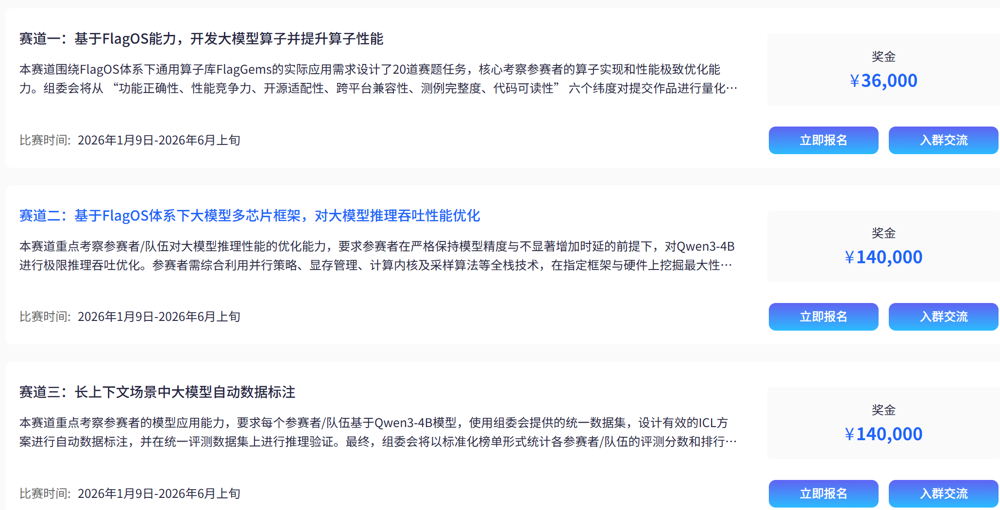 赛道一：基于FlagOS能力，开发大模型算子并提升算子性能
本赛道围绕FlagOS体系下通用算子库FlagGems的实际应用需求设计了20道赛题任务，核心考察参赛者的算子实现和性能极致优化能
力。组委会将从 “功能正确性、性能竞争力、开源适配性、跨平台兼容性、测例完整度、代码可读性” 六个纬度对提交作品进行量化…
奖金
￥36,000
比赛时间: 2026年1月9日-2026年6月上旬
立即报名
入群交流
赛道二：基于FlagOS体系下大模型多芯片框架，对大模型推理吞吐性能优化
本赛道重点考察参赛者/队伍对大模型推理性能的优化能力，要求参赛者在严格保持模型精度与不显著增加时延的前提下，对Qwen3-4B
进行极限推理吞吐优化。参赛者需综合利用并行策略、显存管理、计算内核及采样算法等全栈技术，在指定框架与硬件上挖掘最大性…
奖金
￥140,000
比赛时间: 2026年1月9日-2026年6月上旬
立即报名
入群交流
赛道三：长上下文场景中大模型自动数据标注
本赛道重点考察参赛者的模型应用能力，要求每个参赛者/队伍基于Qwen3-4B模型，使用组委会提供的统一数据集，设计有效的ICL方
案进行自动数据标注，并在统一评测数据集上进行推理验证。最终，组委会将以标准化榜单形式统计各参赛者/队伍的评测分数和排行…
奖金
￥140,000
比赛时间: 2026年1月9日-2026年6月上旬
立即报名
入群交流